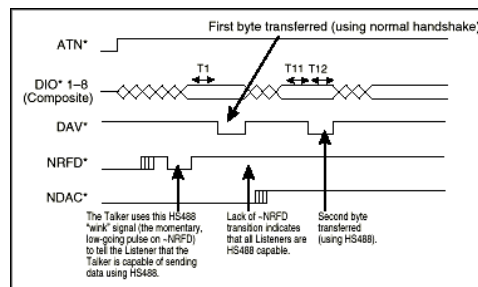 First byte transferred (using normal handshake)
ATN*
T1
T11
T12
DIO* 1–8
(Composite)
DAV*
NRFD*
NDAC*
The Talker uses this HS488
"wink" signal (the momentary,
low-going pulse on ~NRFD)
to tell the Listener that the
Talker is capable of sending
data using HS488.
Lack of ~NRFD
transition indicates
that all Listeners are
HS488 capable.
Second byte
transferred
(using HS488).